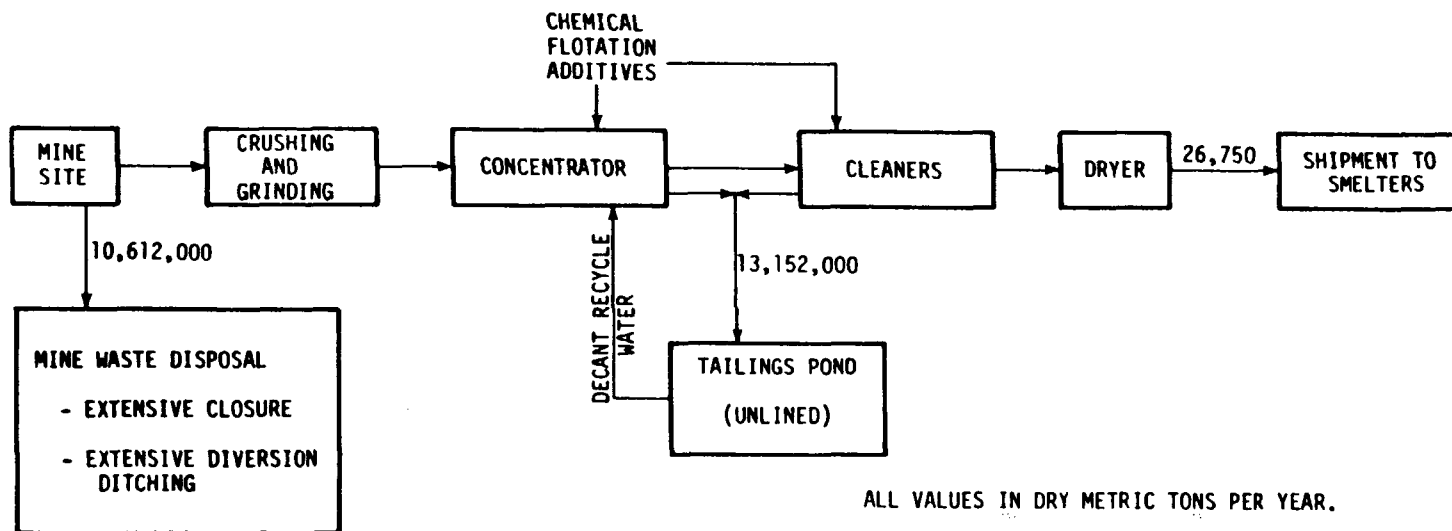 CHEMICAL
FLOTATION
ADDITIVES
MINE
SITE
CRUSHING
AND
GRINDING
CONCENTRATOR
CLEANERS
DRYER
26,750
SHIPMENT TO
SMELTERS
10,612,000
13,152,000
DECANT RECYCLE
WATER
MINE WASTE DISPOSAL
- EXTENSIVE CLOSURE
- EXTENSIVE DIVERSION
DITCHING
TAILINGS POND
(UNLINED)
ALL VALUES IN DRY METRIC TONS PER YEAR.